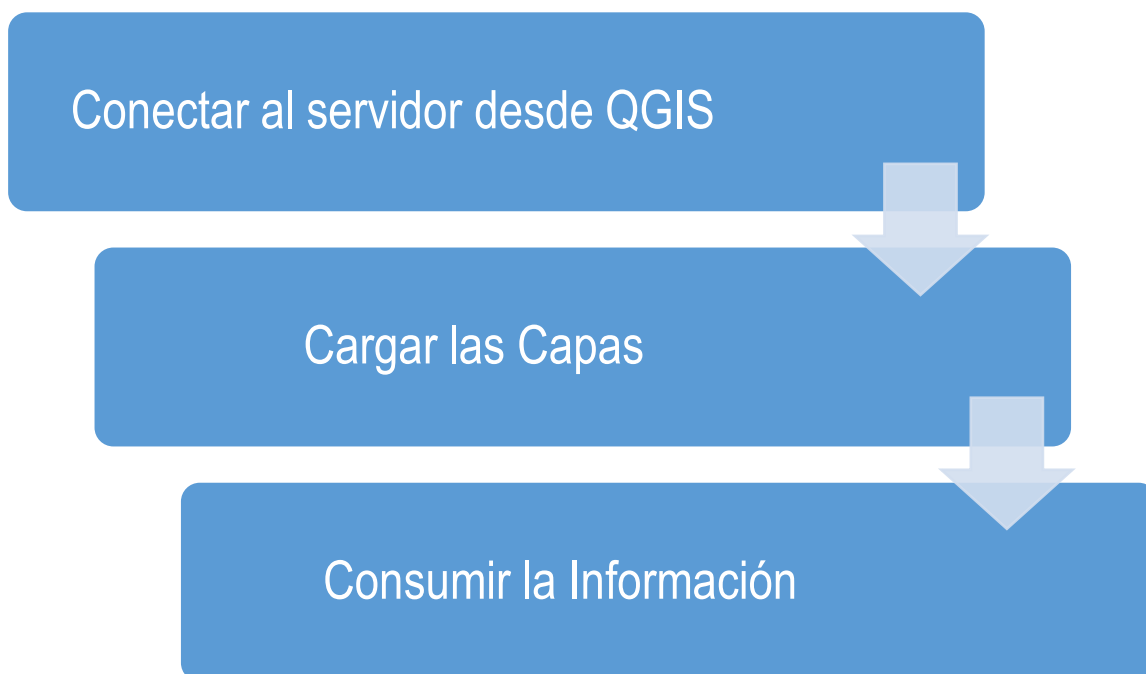 Conectar al servidor desde QGIS
Cargar las Capas
Consumir la Información